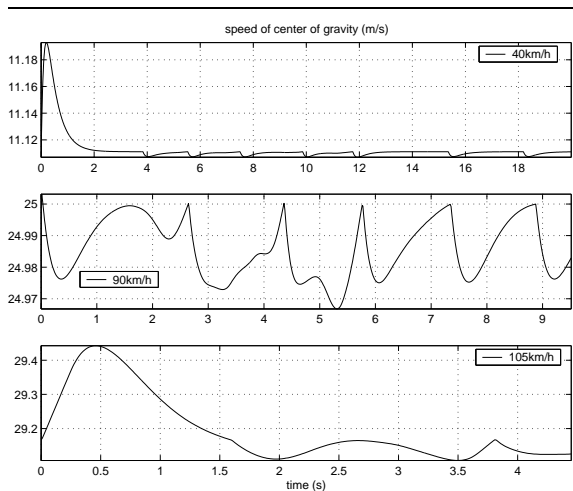 speed of center of gravity (m/s)
11.18
11.16
11.14
11.12
40km/h
0 2 4 6 8 10 12 14 16 18
25
24.99
24.98
24.97
90km/h
0 1 2 3 4 5 6 7 8 9
29.4
29.3
29.2
105km/h
0 0.5 1 1.5 2 2.5 3 3.5 4
time (s)